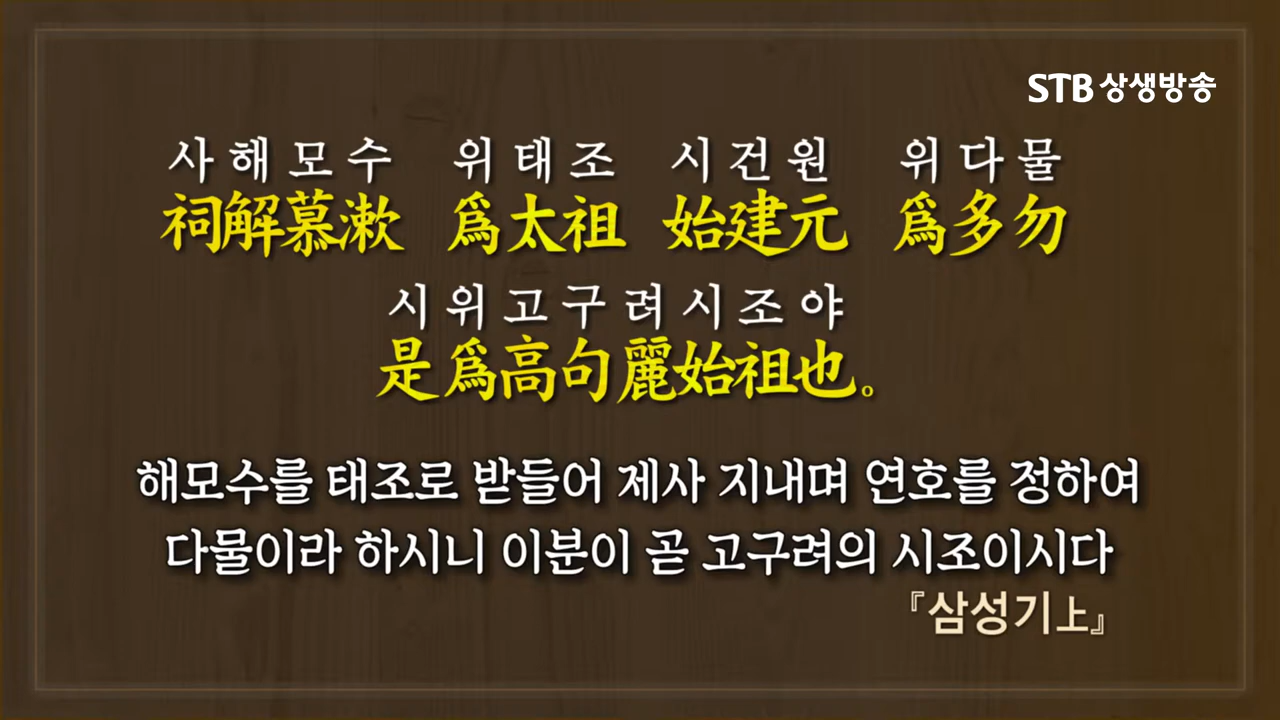 STB 상생방송
사해모수 위태조 시건원 위다물
祠解慕漱 爲太祖 始建元 爲多勿
시위고구려시조야
是爲高句麗始祖也。
해모수를 태조로 받들어 제사 지내며 연호를 정하여
다물이라 하시니 이분이 곧 고구려의 시조이시다
『삼성기上』